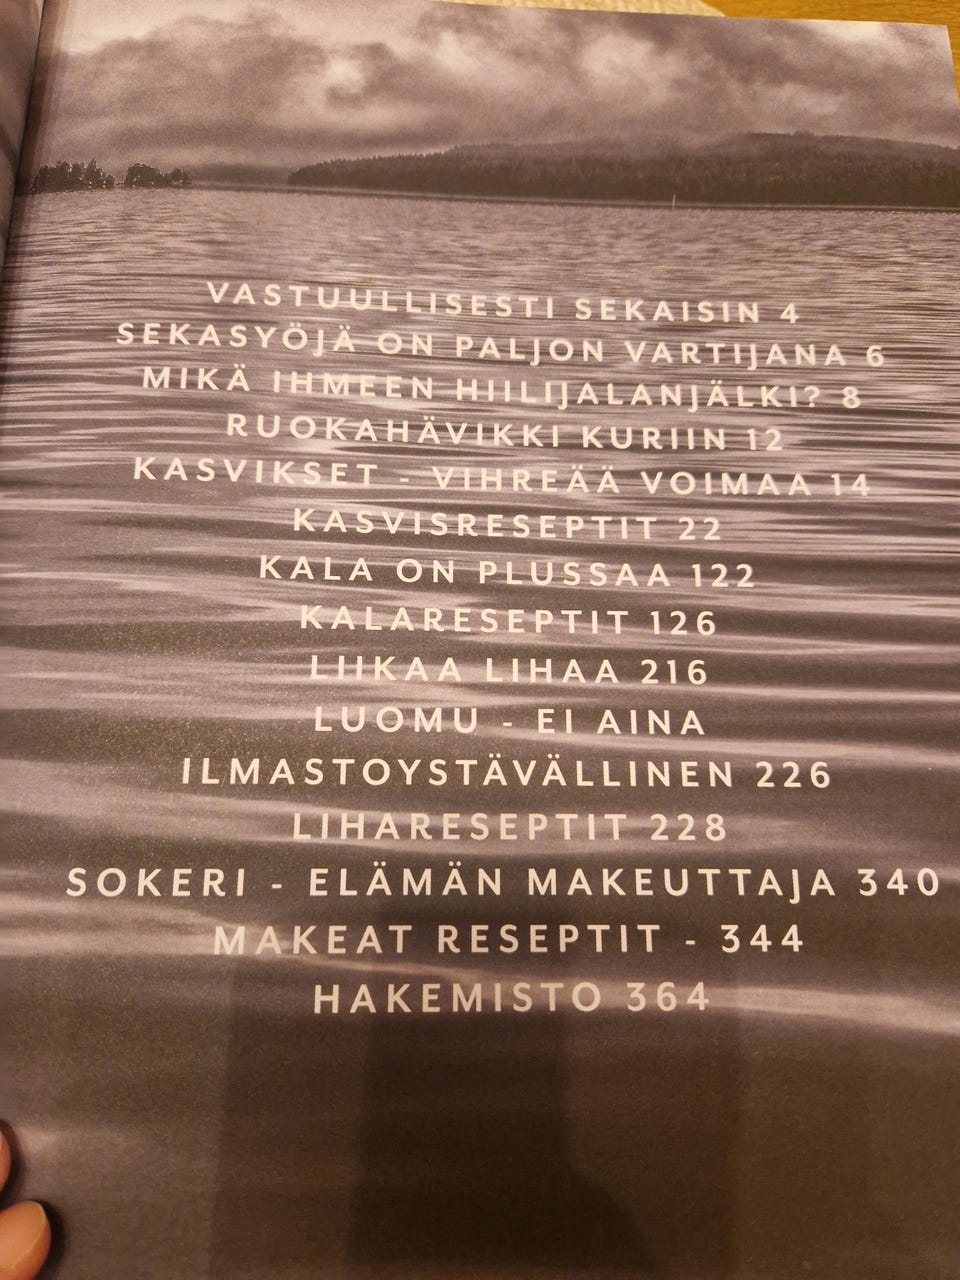 VASTUULLISESTI SEKAISIN 4
SEKASYÖJÄ ON PALJON VARTIJANA 6
MIKÄ IHMEEN HIILIJALANJÄLKI? 8
RUOKAHÄVIKKI KURIIN 12
KASVIKSET - VIHREÄÄ VOIMAA 14
KASVISRESEPTIT 22
KALA ON PLUSSAA 122
KALARESEPTIT 126
LIIKAA LIHAA 216
LUOMU - EI AINA
ILMASTOYSTÄVÄLLINEN 226
LIHARESEPTIT 228
SOKERI - ELÄMÄN MAKEUTTAJA 340
MAKEAT RESEPTIT - 344
HAKEMISTO 364